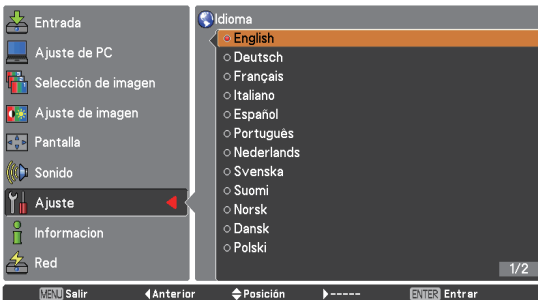 Entrada
Ajuste de PC
Selección de imagen
Ajuste de imagen
Pantalla
Sonido
Ajuste
Informacion
Red
Idioma
English
Deutsch
Français
Italiano
Español
Português
Nederlands
Svenska
Suomi
Norsk
Dansk
Polski
1/2
MENU Salir Anterior Posición ----- ENTER Entrar